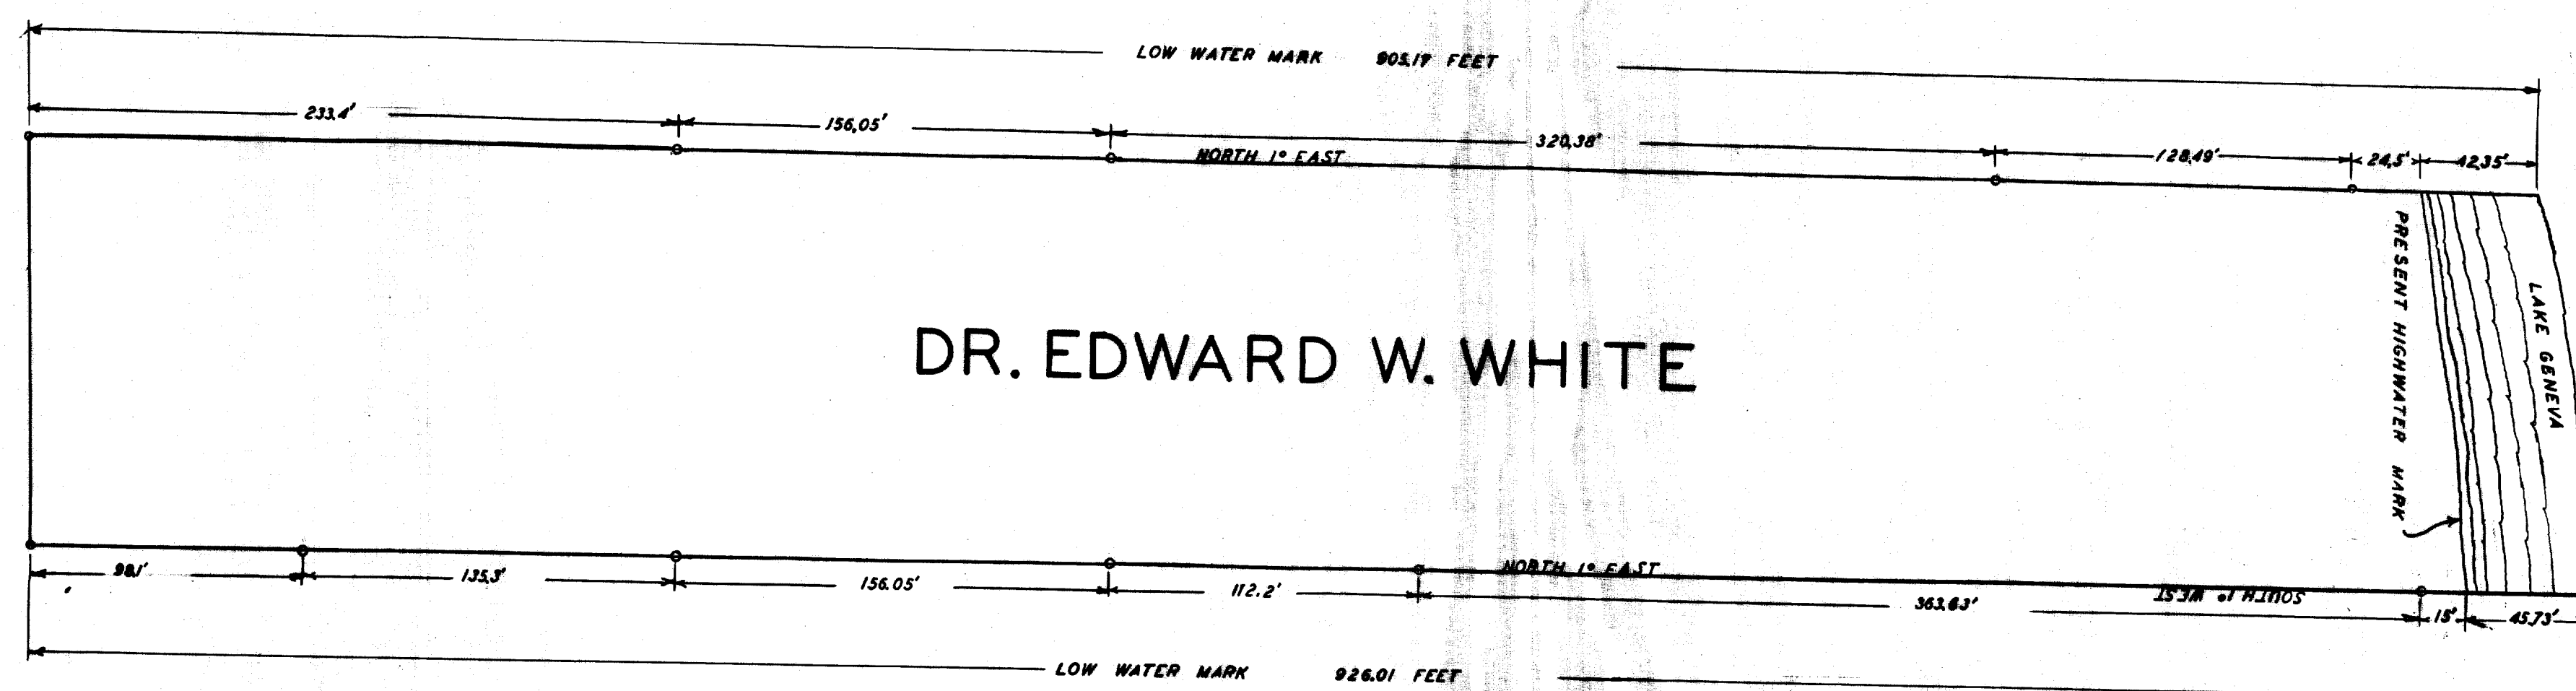 LOW WATER MARK 905.17 FEET
233.4' 156.05' 320.38' 128.49' 24.5' 42.35'
NORTH 1° EAST
PRESENT HIGHWATER MARK
LAKE GENEVA
DR. EDWARD W. WHITE
NORTH 1° EAST
SOUTH 1° WEST
98.1' 135.3' 156.05' 112.2' 363.63' 15' 45.73'
LOW WATER MARK 926.01 FEET